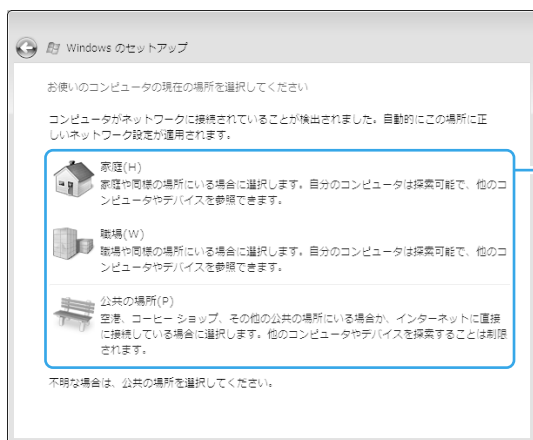 Windows のセットアップ
お使いのコンピュータの現在の場所を選択してください
コンピュータがネットワークに接続されていることが検出されました。自動的にこの場所に正
しいネットワーク設定が適用されます。
家庭(H)
家庭や同様の場所にいる場合に選択します。自分のコンピュータは探索可能で、他のコ
ンピュータやデバイスを参照できます。
職場(W)
職場や同様の場所にいる場合に選択します。自分のコンピュータは探索可能で、他のコ
ンピュータやデバイスを参照できます。
公共の場所(P)
空港、コーヒー ショップ、その他の公共の場所にいる場合か、インターネットに直接
に接続している場合に選択します。他のコンピュータやデバイスを探索することは制限
されます。
不明な場合は、公共の場所を選択してください。